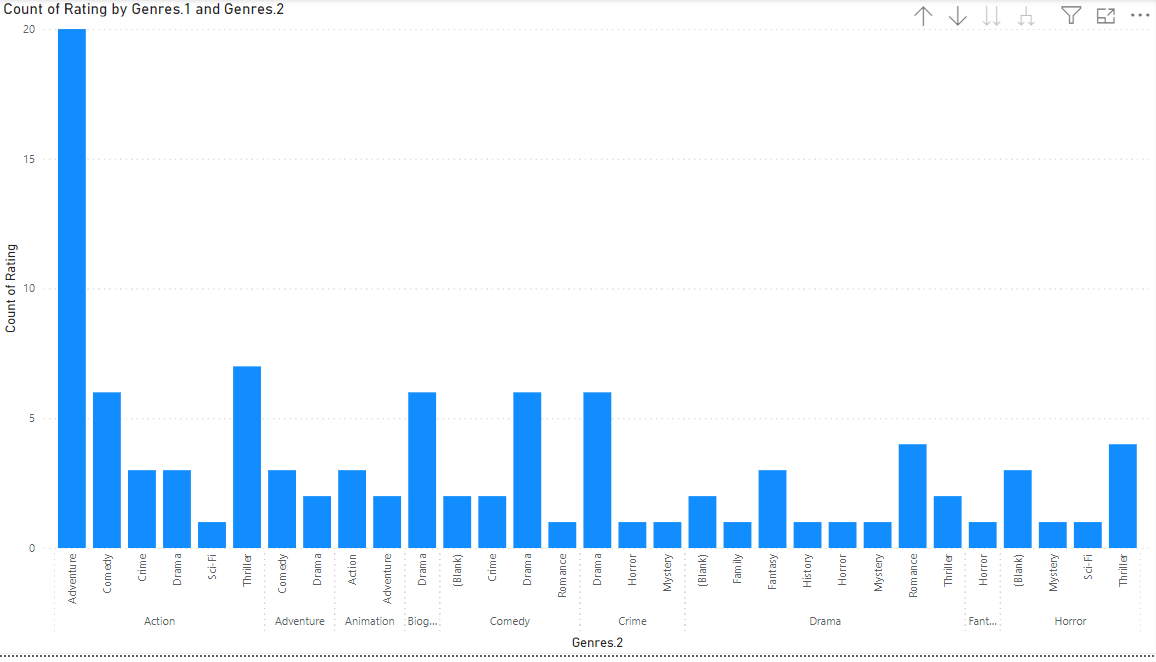 Count of Rating by Genres.1 and Genres.2
20
15
10
5
0
Count of Rating
Adventure
Comedy
Crime
Drama
Sci-Fi
Thriller
Comedy
Drama
Action
Adventure
Drama
(Blank)
Crime
Drama
Romance
Drama
Horror
Mystery
(Blank)
Family
Fantasy
History
Horror
Mystery
Romance
Thriller
Horror
(Blank)
Mystery
Sci-Fi
Thriller
Action Adventure Animation Biog... Comedy Crime Drama Fant... Horror
Genres.2